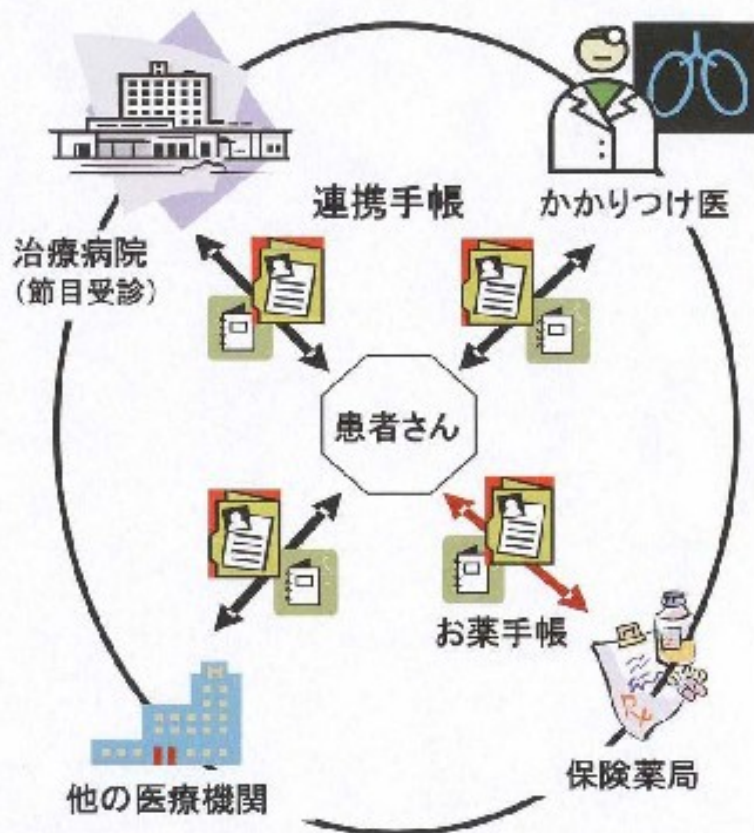 連携手帳
かかりつけ医
治療病院
(節目受診)
患者さん
お薬手帳
保険薬局
他の医療機関